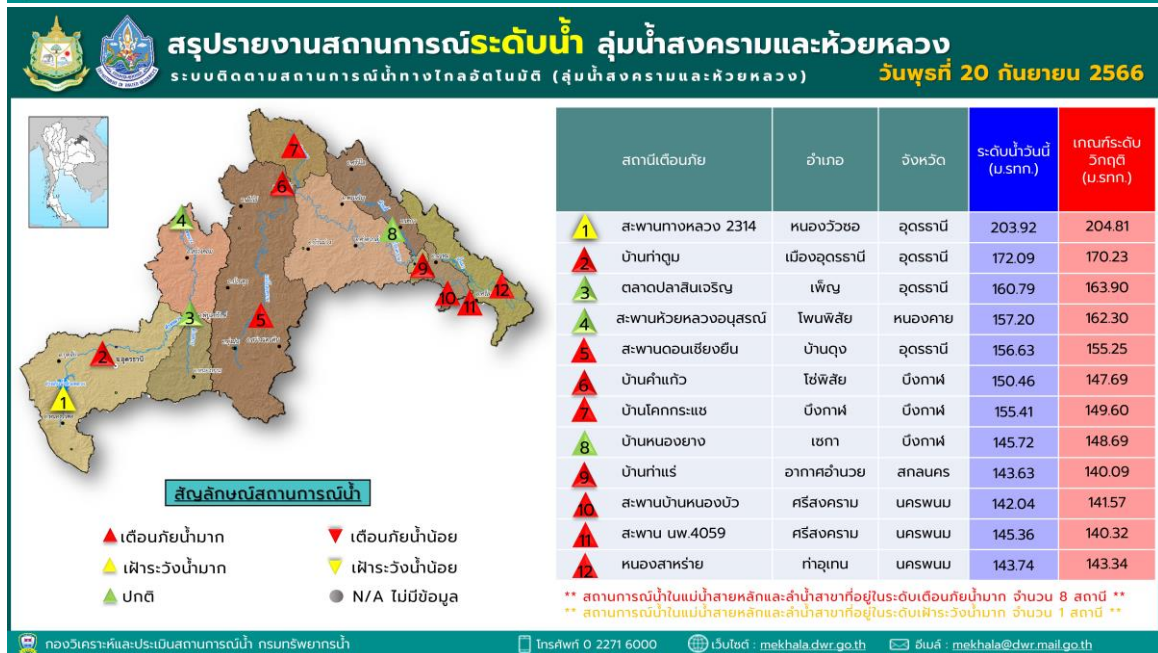 สรุปรายงานสถานการณ์ระดับน้ำ ลุ่มน้ำสงครามและห้วยหลวง
ระบบติดตามสถานการณ์น้ำทางไกลอัตโนมัติ (ลุ่มน้ำสงครามและห้วยหลวง)
วันพุธที่ 20 กันยายน 2566
7
6
4
8
9
10
11
12
3
5
2
1
สัญลักษณ์สถานการณ์น้ำ
เตือนภัยน้ำมาก เตือนภัยน้ำน้อย
เฝ้าระวังน้ำมาก เฝ้าระวังน้ำน้อย
ปกติ N/A ไม่มีข้อมูล
สถานีเตือนภัย อำเภอ จังหวัด ระดับน้ำวันนี้ (ม.รทก.) เกณฑ์ระดับวิกฤติ (ม.รทก.)
1 สะพานทางหลวง 2314 หนองวัวซอ อุดรธานี 203.92 204.81
2 บ้านท่าตูม เมืองอุดรธานี อุดรธานี 172.09 170.23
3 ตลาดปลาสินเจริญ เพ็ญ อุดรธานี 160.79 163.90
4 สะพานห้วยหลวงอนุสรณ์ โพนพิสัย หนองคาย 157.20 162.30
5 สะพานดอนเชียงยืน บ้านดุง อุดรธานี 156.63 155.25
6 บ้านคำแก้ว โซ่พิสัย บึงกาฬ 150.46 147.69
7 บ้านโคกกระแซ บึงกาฬ บึงกาฬ 155.41 149.60
8 บ้านหนองยาง เซกา บึงกาฬ 145.72 148.69
9 บ้านท่าแร่ อากาศอำนวย สกลนคร 143.63 140.09
10 สะพานบ้านหนองบัว ศรีสงคราม นครพนม 142.04 141.57
11 สะพาน นพ.4059 ศรีสงคราม นครพนม 145.36 140.32
12 หนองสาหร่าย ท่าอุเทน นครพนม 143.74 143.34
** สถานการณ์น้ำในแม่น้ำสายหลักและลำน้ำสาขาที่อยู่ในระดับเตือนภัยน้ำมาก จำนวน 8 สถานี **
** สถานการณ์น้ำในแม่น้ำสายหลักและลำน้ำสาขาที่อยู่ในระดับเฝ้าระวังน้ำมาก จำนวน 1 สถานี **
กองวิเคราะห์และประเมินสถานการณ์น้ำ กรมทรัพยากรน้ำ โทรศัพท์ 0 2271 6000 เว็บไซต์ : mekhala.dwr.go.th อีเมล์ : mekhala@dwr.mail.go.th